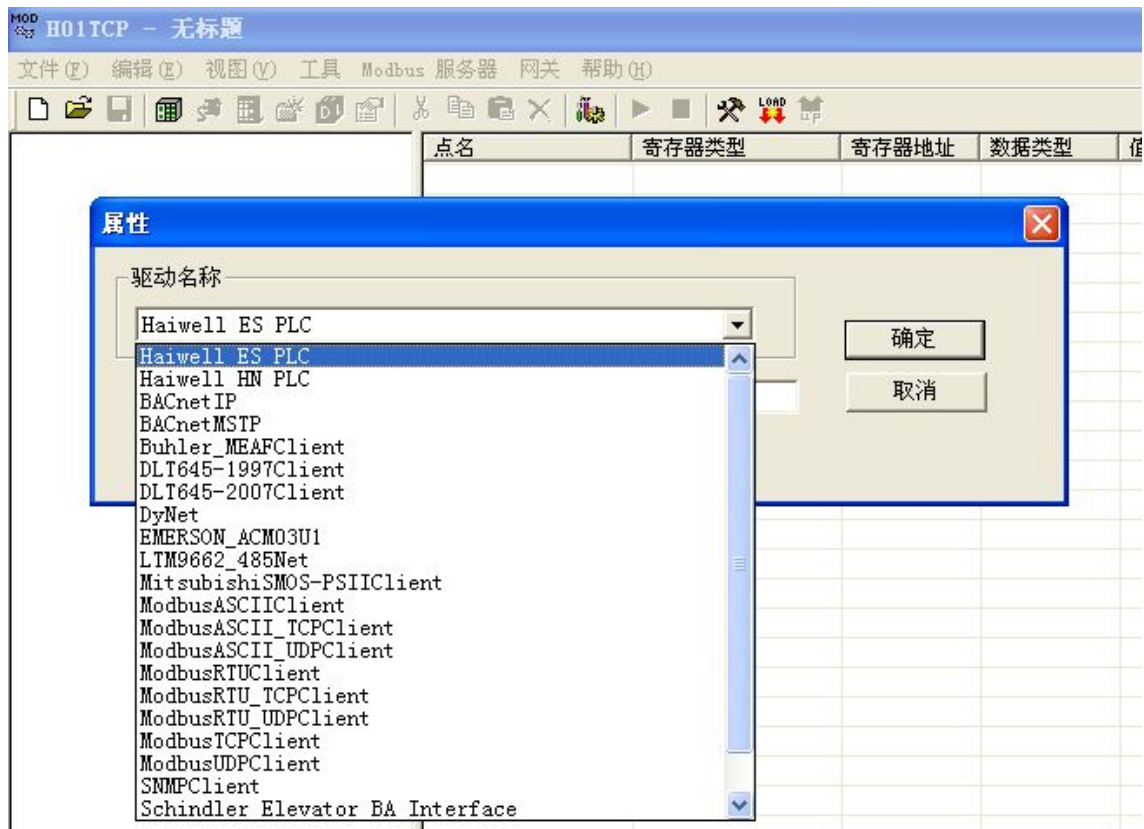 MOD
H01TCP - 无标题
文件(F) 编辑(E) 视图(V) 工具 Modbus 服务器 网关 帮助(H)
LOAD
UP
点名 寄存器类型 寄存器地址 数据类型 值
属性
驱动名称
Haiwell ES PLC
确定
取消
Haiwell ES PLC
Haiwell HN PLC
BACnetIP
BACnetMSTP
Buhler_MEAFClient
DLT645-1997Client
DLT645-2007Client
DyNet
EMERSON_ACM03U1
LTM9662_485Net
MitsubishiSMOS-PSIIClient
ModbusASCIIClient
ModbusASCII_TCPClient
ModbusASCII_UDPClient
ModbusRTUClient
ModbusRTU_TCPClient
ModbusRTU_UDPClient
ModbusTCPClient
ModbusUDPClient
SNMPClient
Schindler Elevator BA Interface